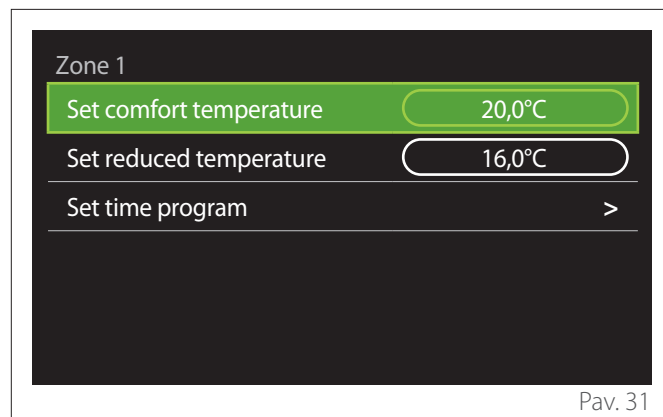 Zone 1
Set comfort temperature 20,0°C
Set reduced temperature 16,0°C
Set time program >
Pav. 31